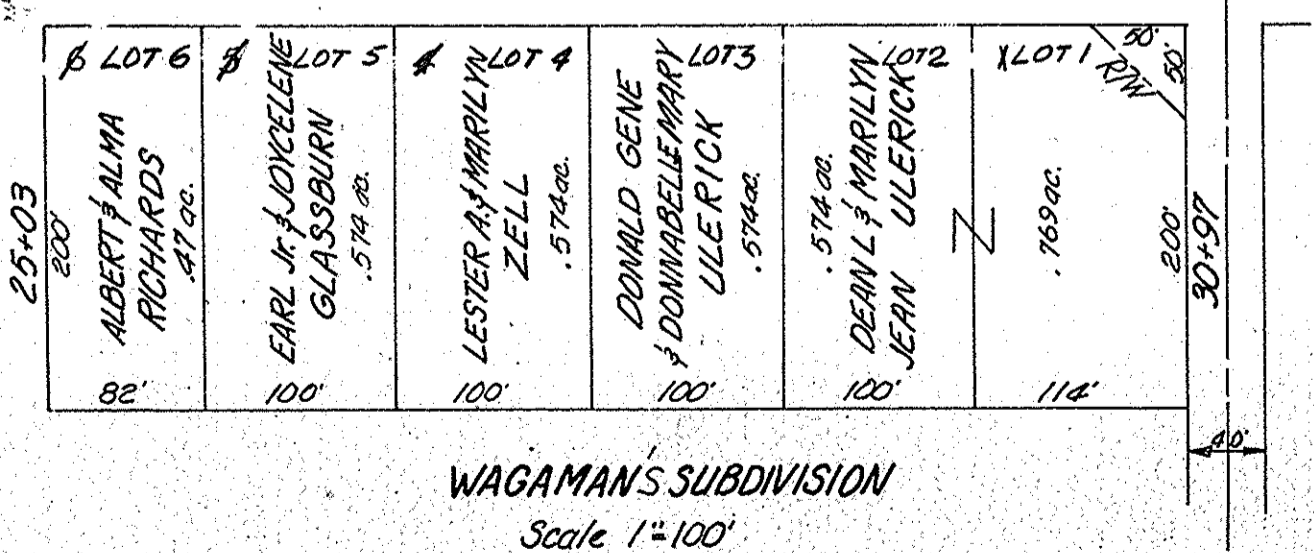 LOT 6
ALBERT & ALMA
RICHARDS
.47 ac.
82'
200'
25+03
LOT 5
EARL Jr. & JOYCELENE
GLASSBURN
.574 ac.
100'
LOT 4
LESTER A. & MARILYN
ZELL
.574 ac.
100'
LOT 3
DONALD GENE
& DONNABELLE MARY
ULERICK
.574 ac.
100'
LOT 2
.574 ac.
DEAN L & MARILYN
JEAN ULERICK
100'
X LOT 1
50'
50'
R/W
.769 ac.
200'
114'
30+97
40'
WAGAMAN'S SUBDIVISION
Scale 1"=100'